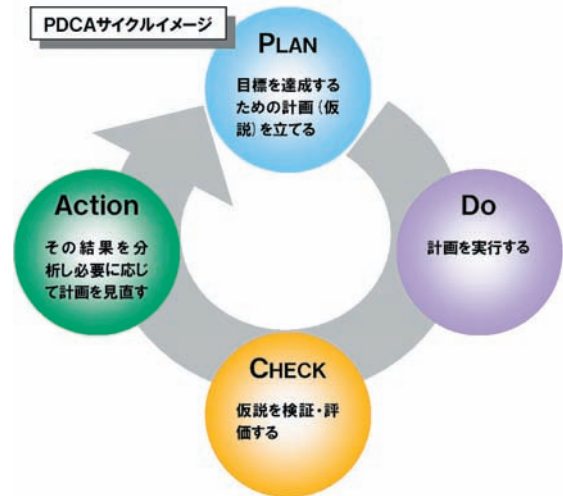 PDCAサイクルイメージ
PLAN
目標を達成する
ための計画(仮
説)を立てる
Do
計画を実行する
CHECK
仮説を検証・評
価する
Action
その結果を分
析し必要に応じ
て計画を見直す